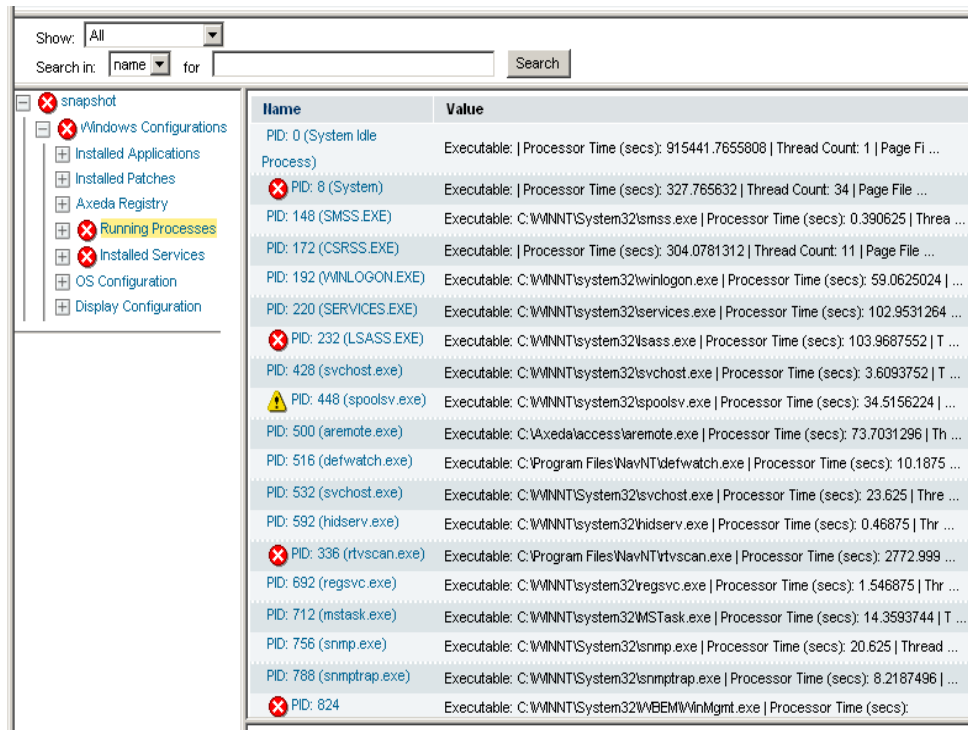 Show: All
Search in: name for Search
snapshot
Windows Configurations
Installed Applications
Installed Patches
Axeda Registry
Running Processes
Installed Services
OS Configuration
Display Configuration
Name Value
PID: 0 (System Idle Process) Executable: | Processor Time (secs): 915441.7655808 | Thread Count: 1 | Page Fi ...
PID: 8 (System) Executable: | Processor Time (secs): 327.765632 | Thread Count: 34 | Page File ...
PID: 148 (SMSS.EXE) Executable: C:\WINNT\System32\smss.exe | Processor Time (secs): 0.390625 | Threa ...
PID: 172 (CSRSS.EXE) Executable: | Processor Time (secs): 304.0781312 | Thread Count: 11 | Page File ...
PID: 192 (WINLOGON.EXE) Executable: C:\WINNT\system32\winlogon.exe | Processor Time (secs): 59.0625024 | ...
PID: 220 (SERVICES.EXE) Executable: C:\WINNT\system32\services.exe | Processor Time (secs): 102.9531264 ...
PID: 232 (LSASS.EXE) Executable: C:\WINNT\system32\lsass.exe | Processor Time (secs): 103.9687552 | T ...
PID: 428 (svchost.exe) Executable: C:\WINNT\system32\svchost.exe | Processor Time (secs): 3.6093752 | T ...
PID: 448 (spoolsv.exe) Executable: C:\WINNT\system32\spoolsv.exe | Processor Time (secs): 34.5156224 | ...
PID: 500 (aremote.exe) Executable: C:\Axeda\access\aremote.exe | Processor Time (secs): 73.7031296 | Th ...
PID: 516 (defwatch.exe) Executable: C:\Program Files\NavNT\defwatch.exe | Processor Time (secs): 10.1875 ...
PID: 532 (svchost.exe) Executable: C:\WINNT\System32\svchost.exe | Processor Time (secs): 23.625 | Thre ...
PID: 592 (hidserv.exe) Executable: C:\WINNT\system32\hidserv.exe | Processor Time (secs): 0.46875 | Thr ...
PID: 336 (rtvscan.exe) Executable: C:\Program Files\NavNT\rtvscan.exe | Processor Time (secs): 2772.999 ...
PID: 692 (regsvc.exe) Executable: C:\WINNT\system32\regsvc.exe | Processor Time (secs): 1.546875 | Thr ...
PID: 712 (mstask.exe) Executable: C:\WINNT\system32\MSTask.exe | Processor Time (secs): 14.3593744 | T ...
PID: 756 (snmp.exe) Executable: C:\WINNT\System32\snmp.exe | Processor Time (secs): 20.625 | Thread ...
PID: 788 (snmptrap.exe) Executable: C:\WINNT\System32\snmptrap.exe | Processor Time (secs): 8.2187496 | ...
PID: 824 Executable: C:\WINNT\System32\WBEM\WinMgmt.exe | Processor Time (secs):